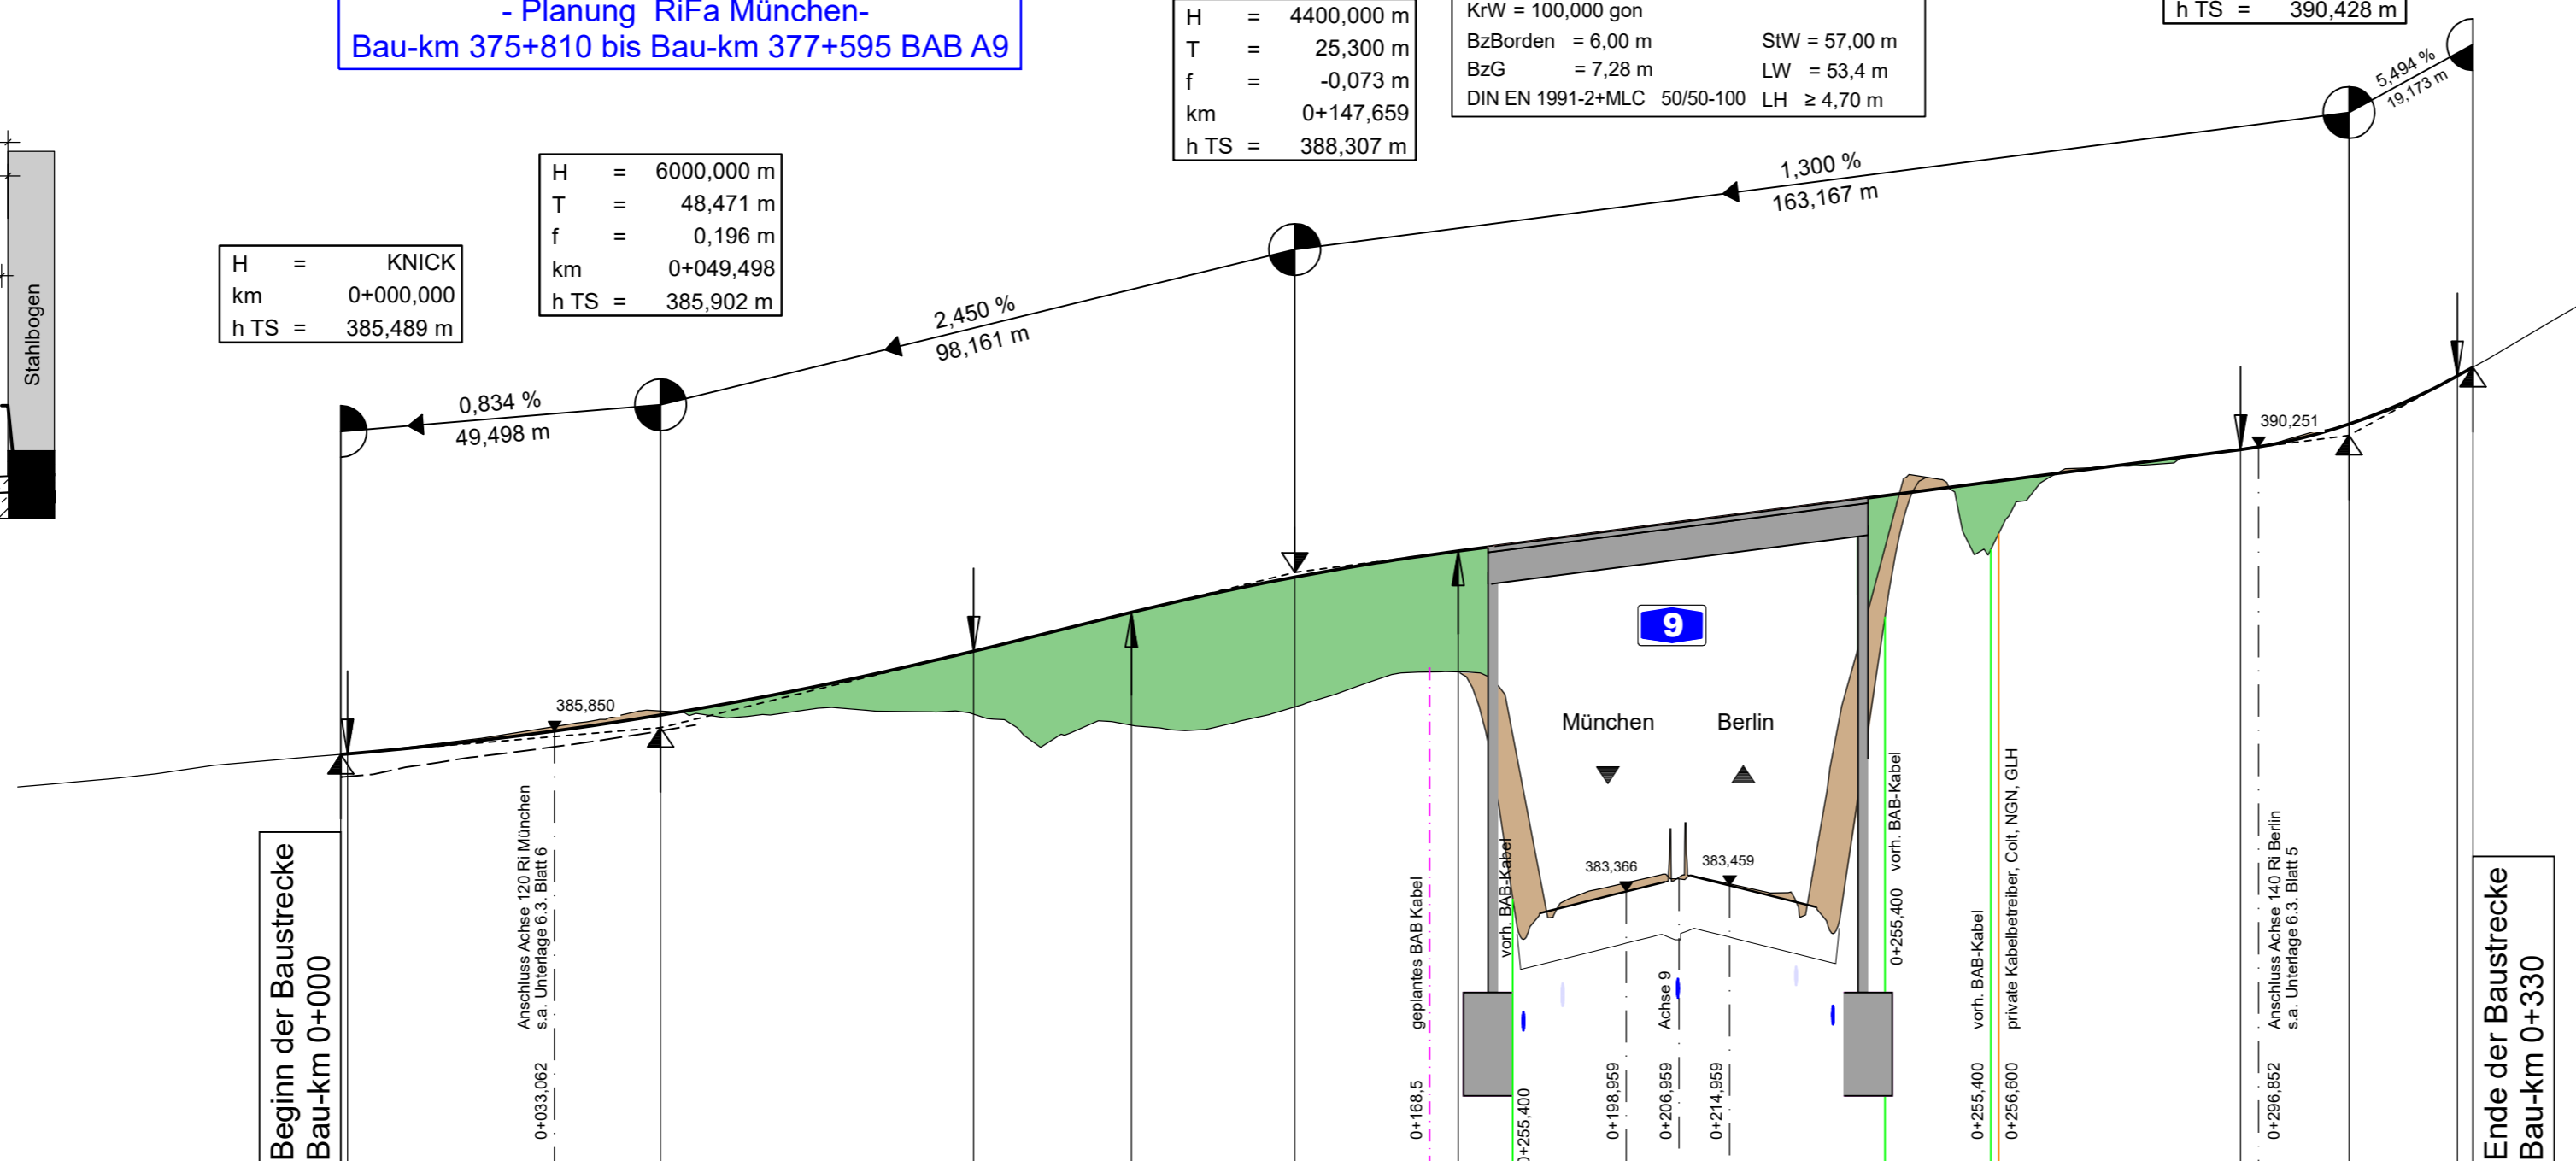 - Planung RiFa München-
Bau-km 375+810 bis Bau-km 377+595 BAB A9
H = 4400,000 m
T = 25,300 m
f = -0,073 m
km 0+147,659
h TS = 388,307 m
KrW = 100,000 gon
BzBorden = 6,00 m
BzG = 7,28 m
DIN EN 1991-2+MLC 50/50-100
StW = 57,00 m
LW = 53,4 m
LH ≥ 4,70 m
h TS = 390,428 m
5,494 %
19,173 m
1,300 %
163,167 m
H = 6000,000 m
T = 48,471 m
f = 0,196 m
km 0+049,498
h TS = 385,902 m
H = KNICK
km 0+000,000
h TS = 385,489 m
Stahlbogen
2,450 %
98,161 m
0,834 %
49,498 m
390,251
385,850
9
München
Berlin
383,366
383,459
Beginn der Baustrecke
Bau-km 0+000
Anschluss Achse 120 Ri München
s.a. Unterlage 6.3. Blatt 6
0+033,062
geplantes BAB Kabel
0+168,5
vorh. BAB-Kabel
0+255,400
0+198,959
Achse 9
0+206,959
0+214,959
vorh. BAB-Kabel
0+255,400
vorh. BAB-Kabel
0+255,400
private Kabelbetreiber, Colt, NGN, GLH
0+256,600
Anschluss Achse 140 Ri Berlin
s.a. Unterlage 6.3. Blatt 5
0+296,852
Ende der Baustrecke
Bau-km 0+330